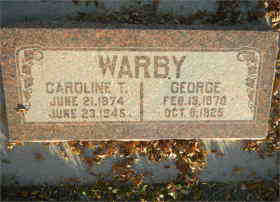 WARBY
CAROLINE T. GEORGE
JUNE 21, 1874 FEB. 13, 1870
JUNE 23, 1945 OCT. 6, 1925